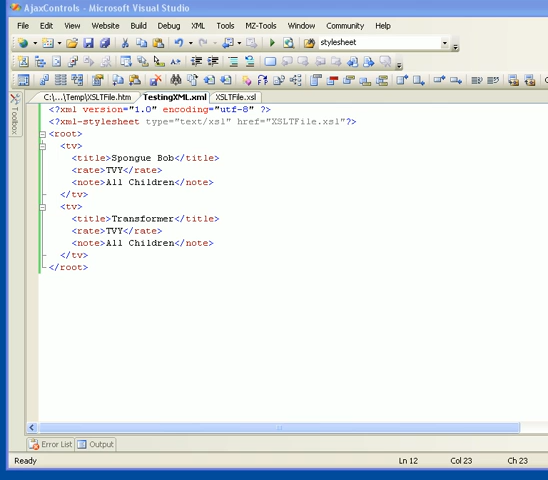 AjaxControls - Microsoft Visual Studio
File Edit View Website Build Debug XML Tools MZ-Tools Window Community Help
stylesheet
C:\...\Temp\XSLTFile.htm TestingXML.xml XSLTFile.xsl
Toolbox
<?xml version="1.0" encoding="utf-8" ?>
<?xml-stylesheet type="text/xsl" href="XSLTFile.xsl"?>
<root>
<tv>
<title>Spongue Bob</title>
<rate>TVY</rate>
<note>All Children</note>
</tv>
<tv>
<title>Transformer</title>
<rate>TVY</rate>
<note>All Children</note>
</tv>
</root>
Error List Output
Ready Ln 12 Col 23 Ch 23